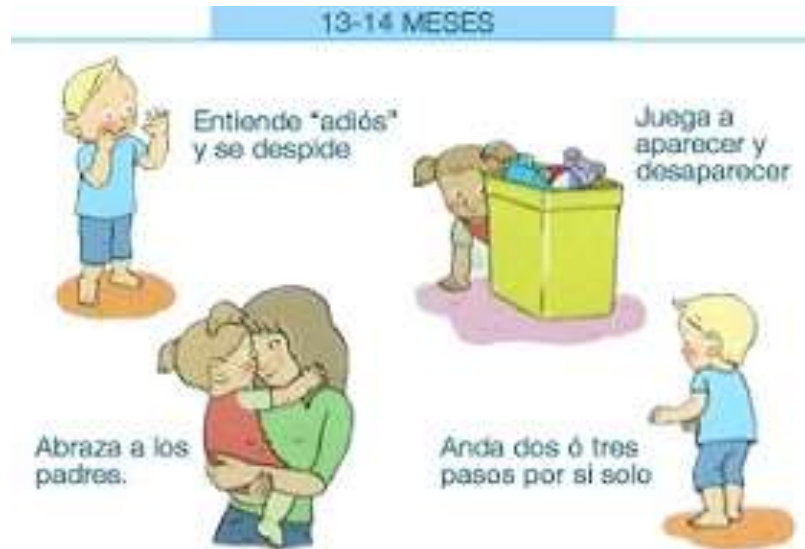 13-14 MESES
Entiende "adiós"
y se despide
Juega a
aparecer y
desaparecer
Abraza a los
padres.
Anda dos ó tres
pasos por si solo